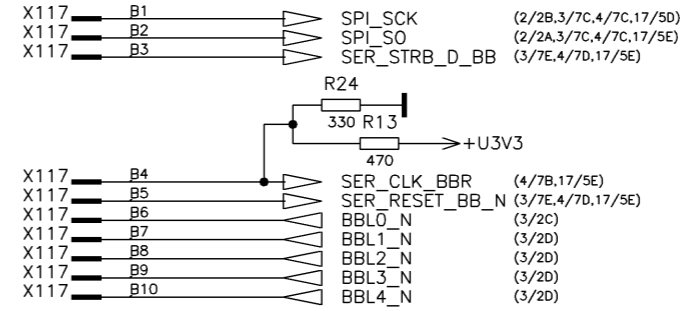 X117 B1 SPI_SCK (2/2B,3/7C,4/7C,17/5D)
X117 B2 SPI_SO (2/2A,3/7C,4/7C,17/5E)
X117 B3 SER_STRB_D_BB (3/7E,4/7D,17/5E)
R24
330 R13
+U3V3
470
X117 B4 SER_CLK_BBR (4/7B,17/5E)
X117 B5 SER_RESET_BB_N (3/7E,4/7D,17/5E)
X117 B6 BBL0_N (3/2C)
X117 B7 BBL1_N (3/2D)
X117 B8 BBL2_N (3/2D)
X117 B9 BBL3_N (3/2D)
X117 B10 BBL4_N (3/2D)